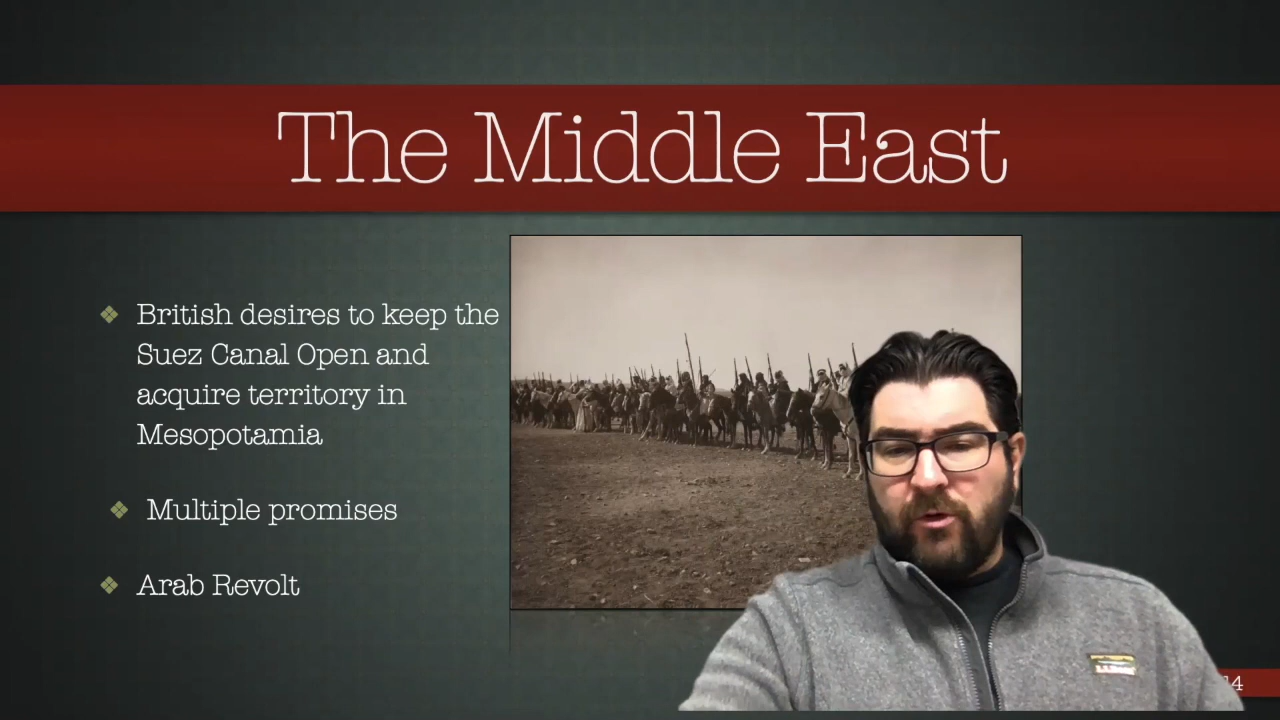 The Middle East
British desires to keep the
Suez Canal Open and
acquire territory in
Mesopotamia
Multiple promises
Arab Revolt
14